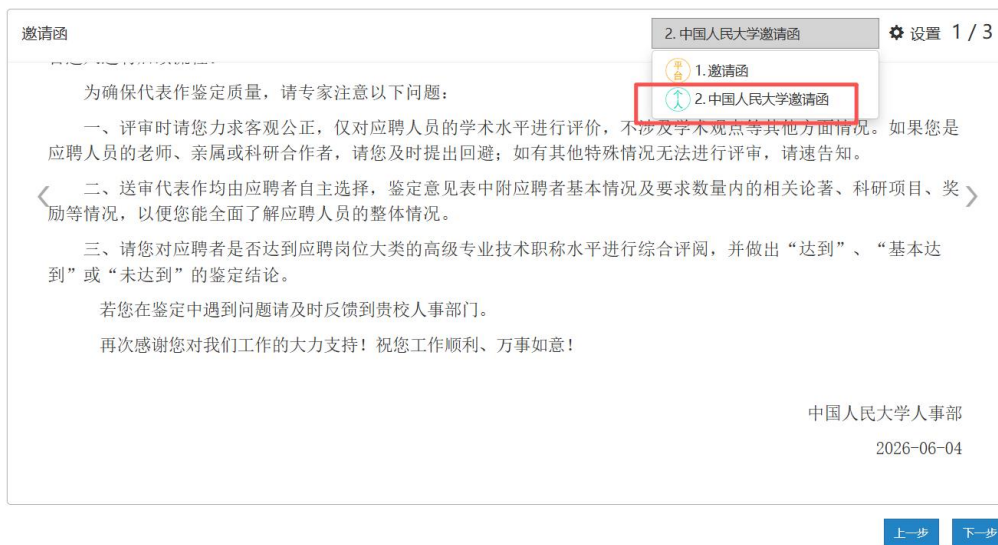 邀请函
2. 中国人民大学邀请函
设置 1 / 3
平台 1. 邀请函
个人 2. 中国人民大学邀请函
为确保代表作鉴定质量，请专家注意以下问题：
一、评审时请您力求客观公正，仅对应聘人员的学术水平进行评价，不涉及学术观点等其他方面情况。如果您是
应聘人员的老师、亲属或科研合作者，请您及时提出回避；如有其他特殊情况无法进行评审，请速告知。
二、送审代表作均由应聘者自主选择，鉴定意见表中附应聘者基本情况及要求数量内的相关论著、科研项目、奖
励等情况，以便您能全面了解应聘人员的整体情况。
三、请您对应聘者是否达到应聘岗位大类的高级专业技术职称水平进行综合评阅，并做出“达到”、“基本达
到”或“未达到”的鉴定结论。
若您在鉴定中遇到问题请及时反馈到贵校人事部门。
再次感谢您对我们工作的大力支持！祝您工作顺利、万事如意！
中国人民大学人事部
2026-06-04
上一步
下一步